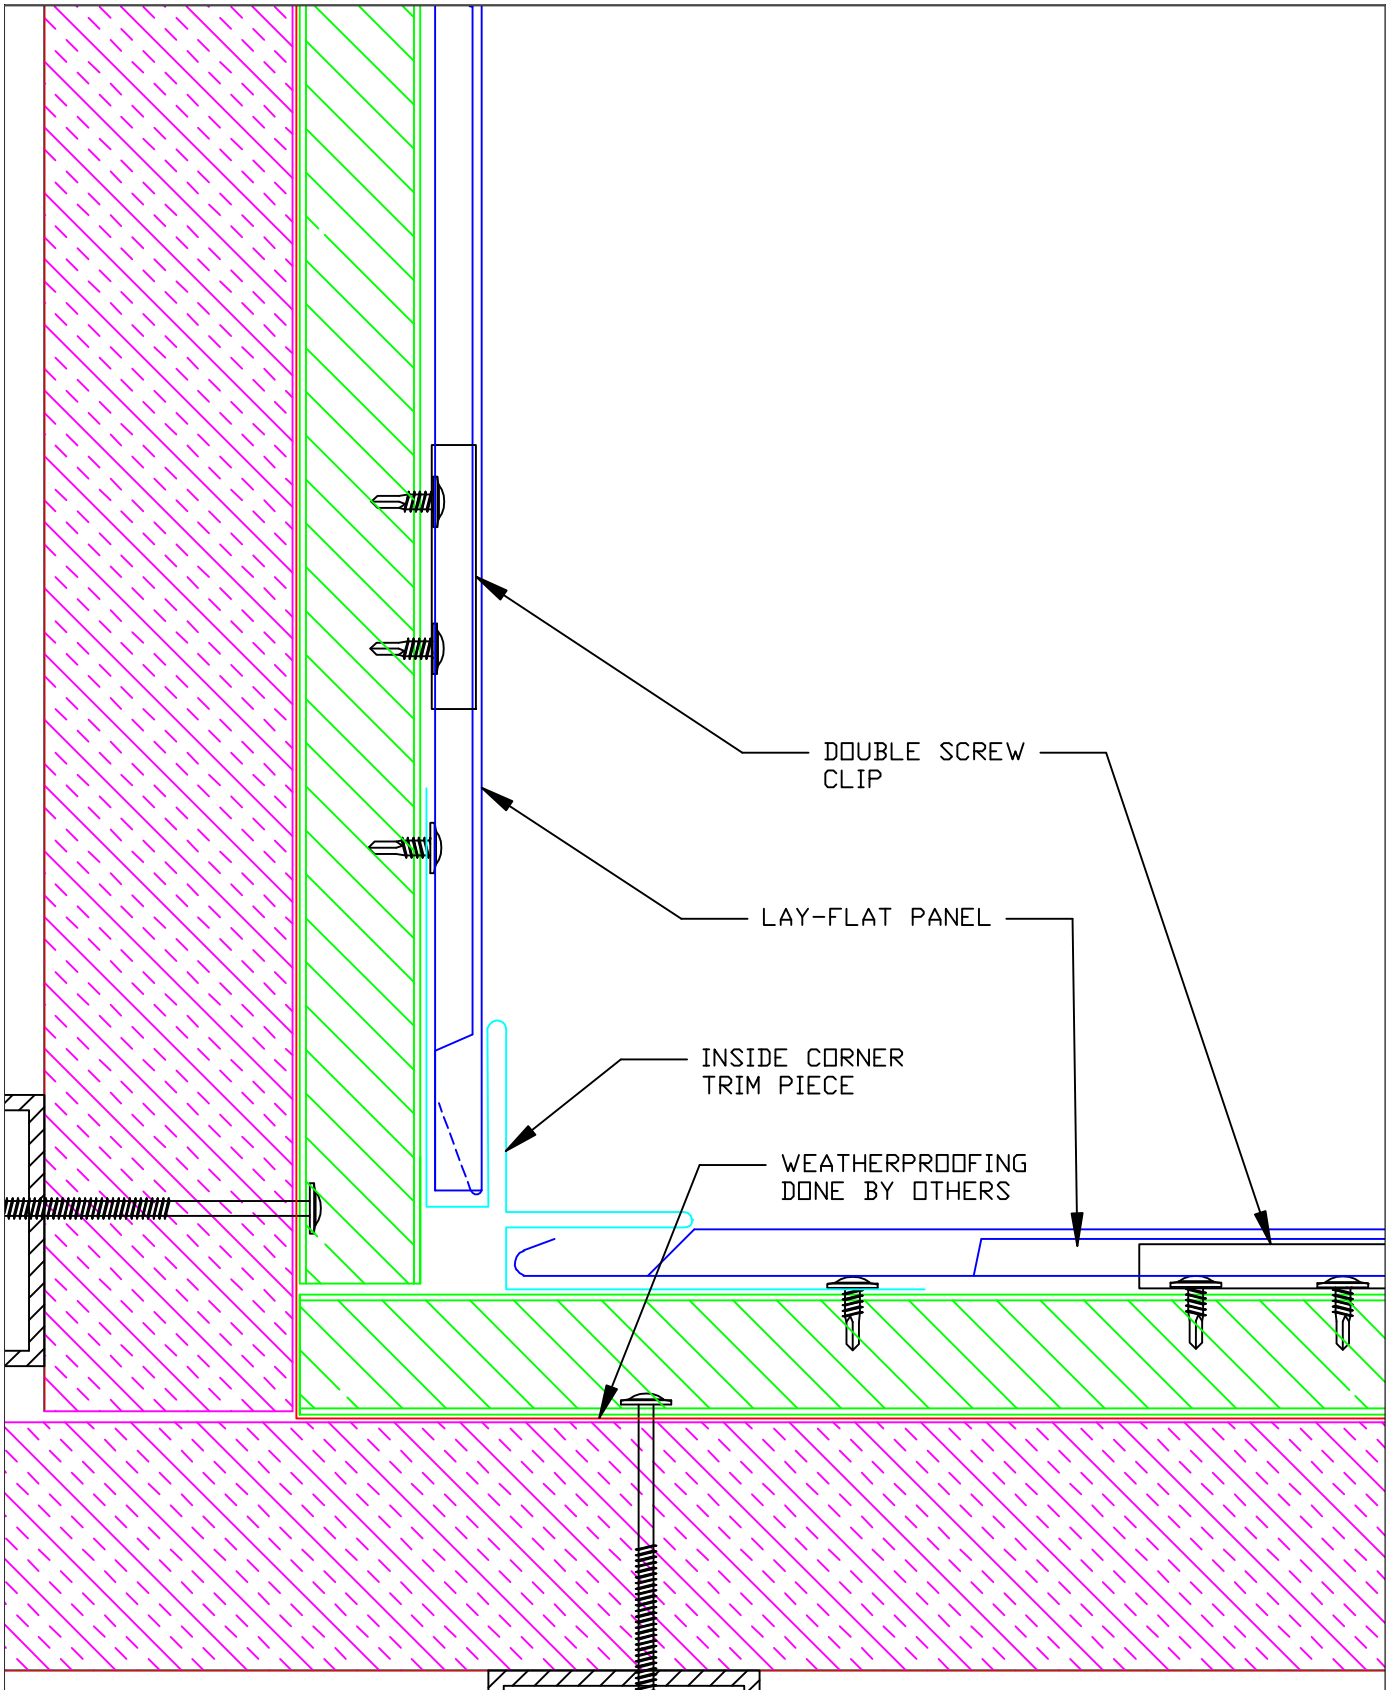 DOUBLE SCREW
CLIP
LAY-FLAT PANEL
INSIDE CORNER
TRIM PIECE
WEATHERPROOFING
DONE BY OTHERS